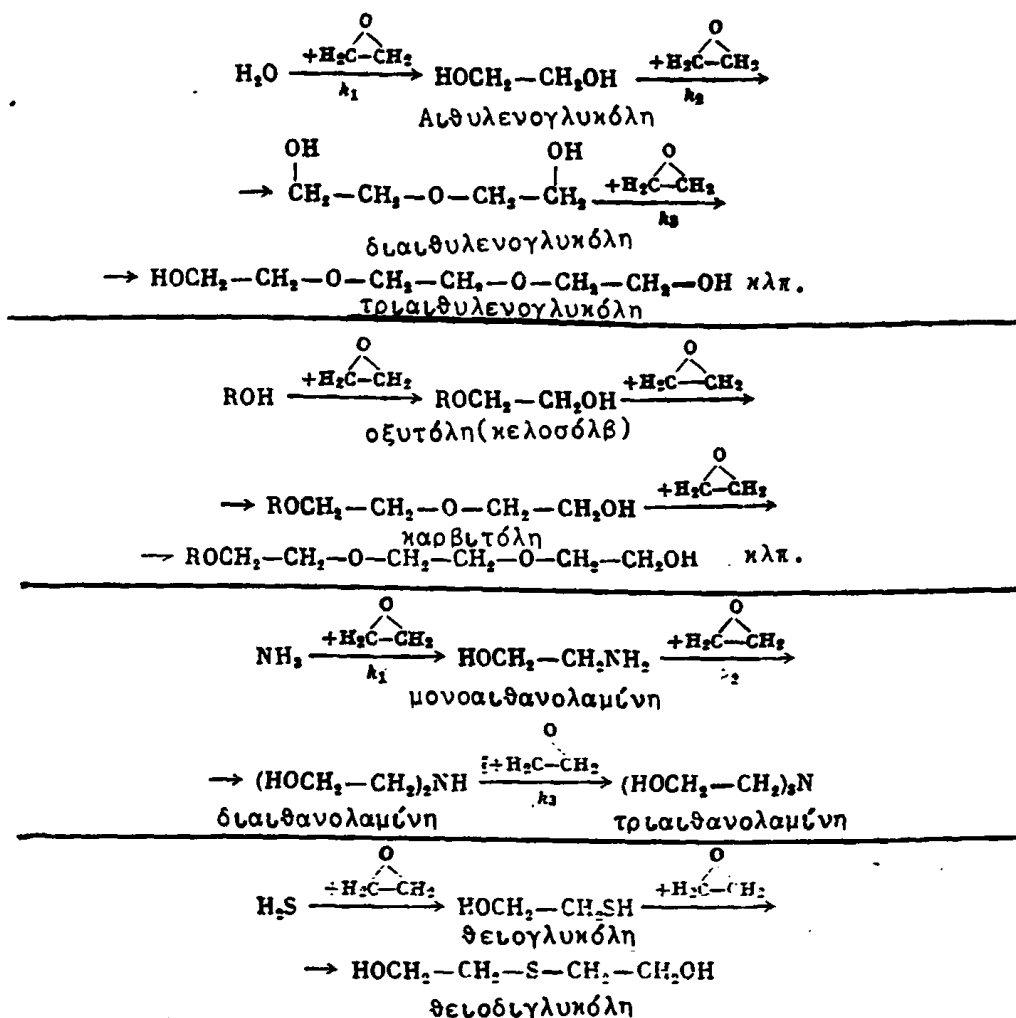 O
H₂O +H₂C—CH₂ HOCH₂—CH₂OH +H₂C—CH₂
k₁ k₂
Αιθυλενογλυκόλη
OH OH O
→ CH₂—CH₂—O—CH₂—CH₂ +H₂C—CH₂
k₃
διαιθυλενογλυκόλη
→ HOCH₂—CH₂—O—CH₂—CH₂—O—CH₂—CH₂—OH κλπ.
τριαιθυλενογλυκόλη
O O
ROH +H₂C—CH₂ ROCH₂—CH₂OH +H₂C—CH₂
οξυτόλη(κελοσόλβ)
O
→ ROCH₂—CH₂—O—CH₂—CH₂OH +H₂C—CH₂
καρβιτόλη
→ ROCH₂—CH₂—O—CH₂—CH₂—O—CH₂—CH₂OH κλπ.
O O
NH₃ +H₂C—CH₂ HOCH₂—CH₂NH₂ +H₂C—CH₂
k₁ ₂
μονοαιθανολαμίνη
O
→ (HOCH₂—CH₂)₂NH +H₂C—CH₂ (HOCH₂—CH₂)₃N
k₃
διαιθανολαμίνη τριαιθανολαμίνη
O O
H₂S +H₂C—CH₂ HOCH₂—CH₂SH +H₂C—CH₂
θειογλυκόλη
→ HOCH₂—CH₂—S—CH₂—CH₂OH
θειοδιγλυκόλη